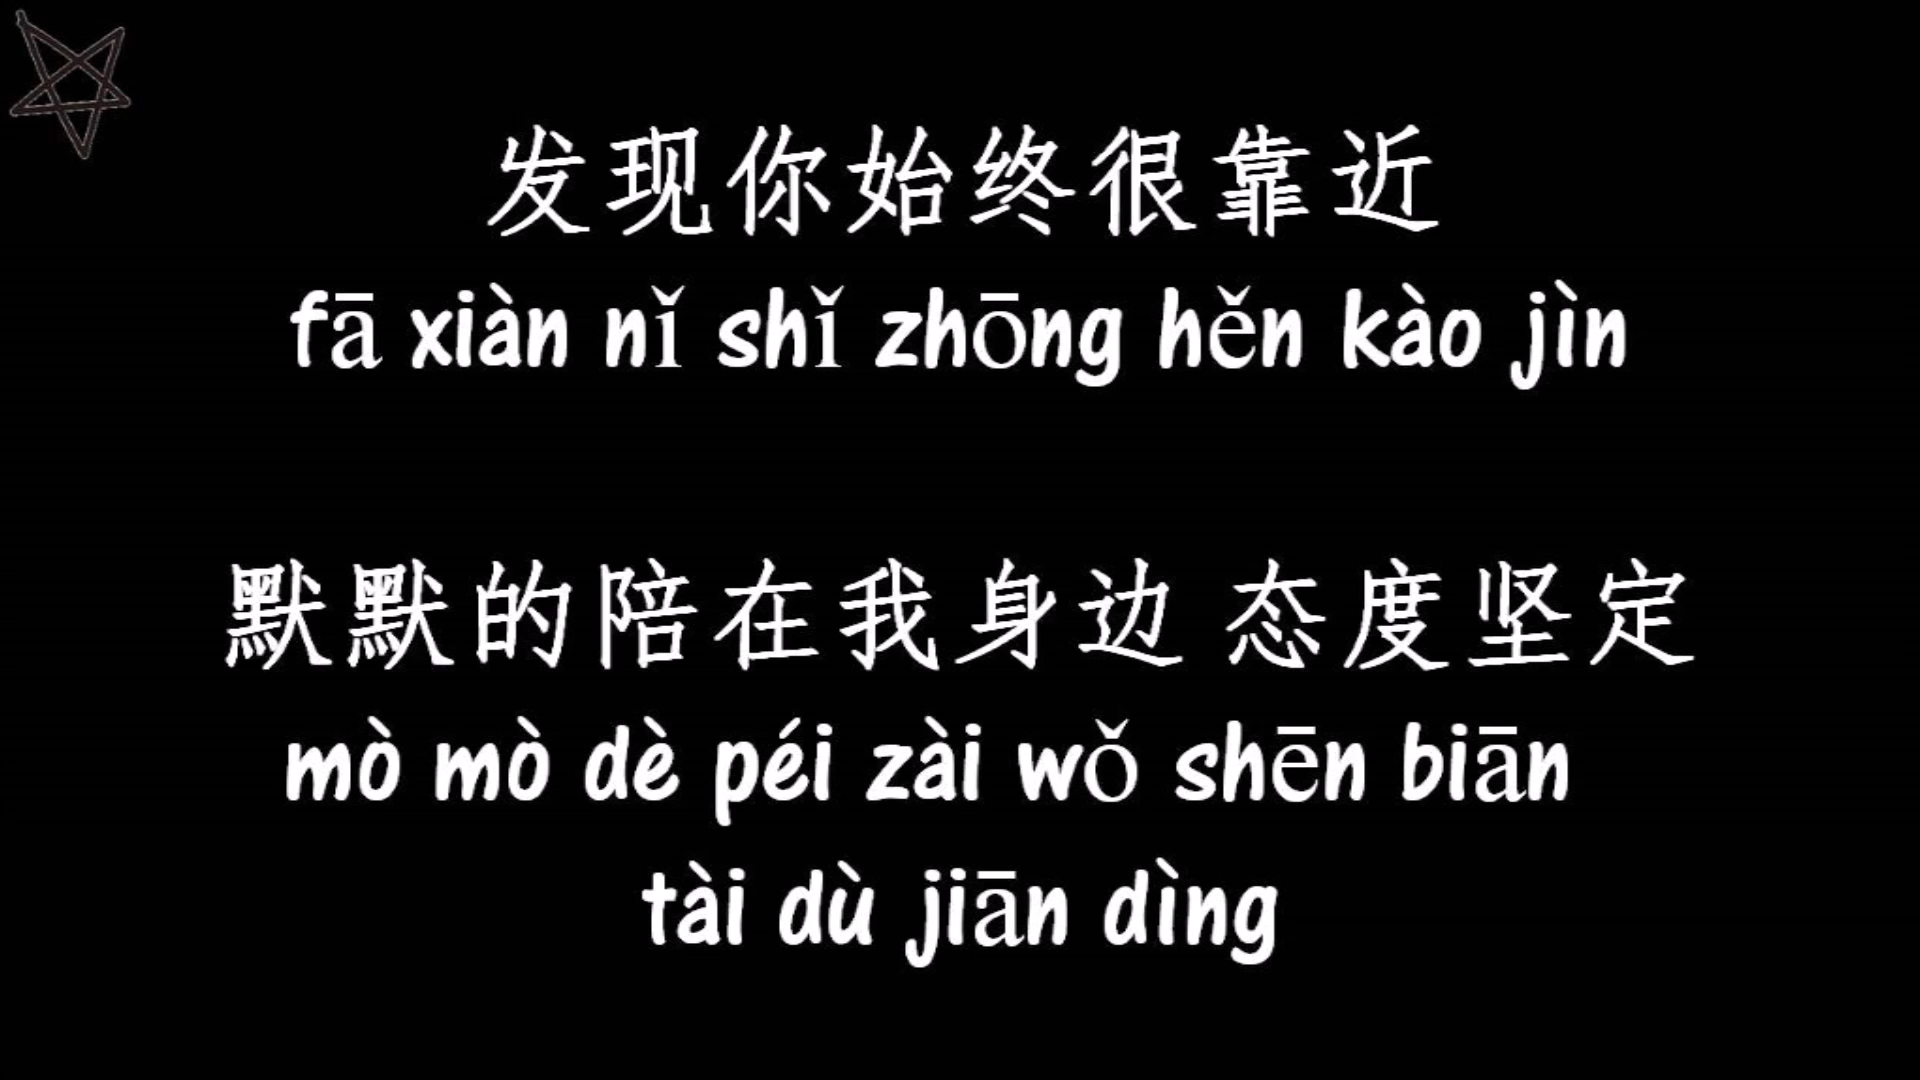 发现你始终很靠近
fā xiàn nǐ shǐ zhōng hěn kào jìn
默默的陪在我身边 态度坚定
mò mò dè péi zài wǒ shēn biān
tài dù jiān dìng